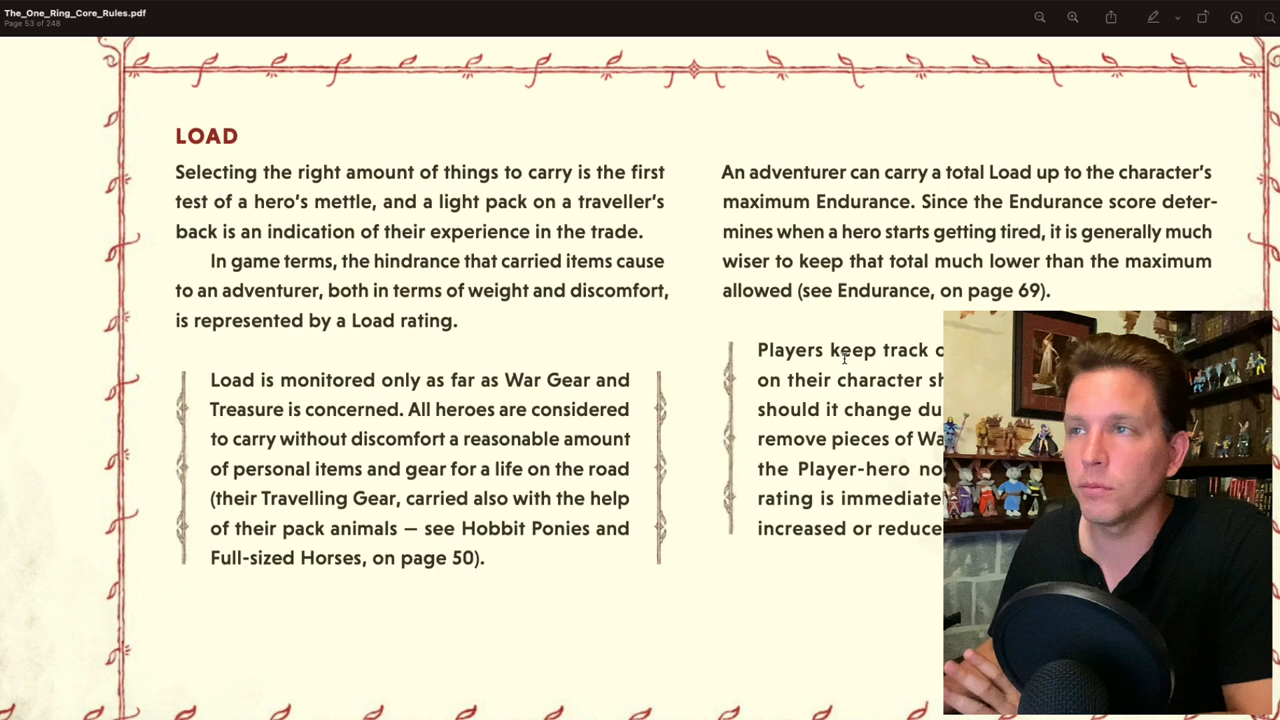 The_One_Ring_Core_Rules.pdf
Page 53 of 248
LOAD
Selecting the right amount of things to carry is the first
test of a hero's mettle, and a light pack on a traveller's
back is an indication of their experience in the trade.
In game terms, the hindrance that carried items cause
to an adventurer, both in terms of weight and discomfort,
is represented by a Load rating.
Load is monitored only as far as War Gear and
Treasure is concerned. All heroes are considered
to carry without discomfort a reasonable amount
of personal items and gear for a life on the road
(their Travelling Gear, carried also with the help
of their pack animals — see Hobbit Ponies and
Full-sized Horses, on page 50).
An adventurer can carry a total Load up to the character's
maximum Endurance. Since the Endurance score deter-
mines when a hero starts getting tired, it is generally much
wiser to keep that total much lower than the maximum
allowed (see Endurance, on page 69).
Players keep track
on their character
should it change
remove pieces of
the Player-hero
rating is
increased or